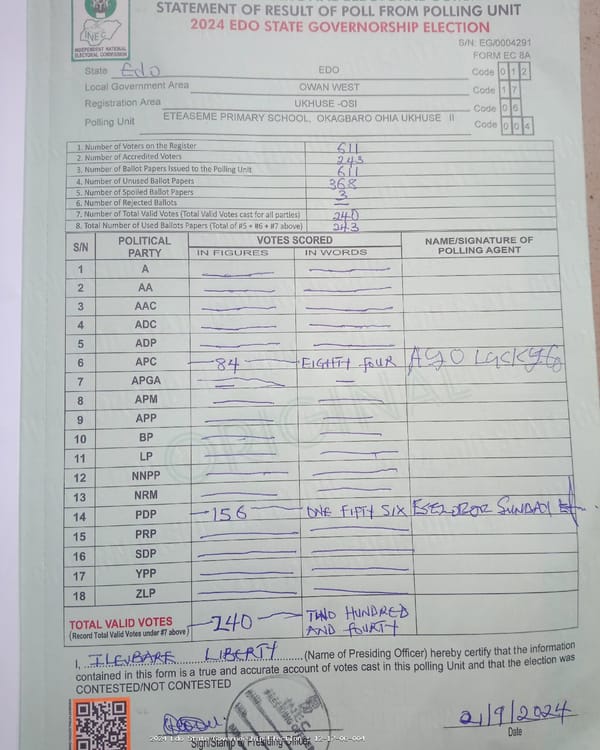 STATEMENT OF RESULT OF POLL FROM POLLING UNIT
2024 EDO STATE GOVERNORSHIP ELECTION
INEC
INDEPENDENT NATIONAL ELECTORAL COMMISSION
S/N: EG/0004291
FORM EC 8A
State Edo EDO Code 0 1 2
Local Government Area OWAN WEST Code 1 7
Registration Area UKHUSE -OSI Code 0 6
Polling Unit ETEASEME PRIMARY SCHOOL, OKAGBARO OHIA UKHUSE II Code 0 0 4
1. Number of Voters on the Register 611
2. Number of Accredited Voters 243
3. Number of Ballot Papers Issued to the Polling Unit 611
4. Number of Unused Ballot Papers 368
5. Number of Spoiled Ballot Papers 3
6. Number of Rejected Ballots —
7. Number of Total Valid Votes (Total Valid Votes cast for all parties) 240
8. Total Number of Used Ballots Papers (Total of #5 + #6 + #7 above) 243
S/N POLITICAL PARTY VOTES SCORED NAME/SIGNATURE OF POLLING AGENT
IN FIGURES IN WORDS
1 A
2 AA
3 AAC
4 ADC
5 ADP
6 APC 84 EIGHTY FOUR AYO Lucky
7 APGA
8 APM
9 APP
10 BP
11 LP
12 NNPP
13 NRM
14 PDP 156 ONE FIFTY SIX SUNDAY
15 PRP
16 SDP
17 YPP
18 ZLP
ORIGINAL
TOTAL VALID VOTES 240 TWO HUNDRED AND FOURTY
(Record Total Valid Votes under #7 above)
I, ILEVBARE LIBERTY (Name of Presiding Officer) hereby certify that the information
contained in this form is a true and accurate account of votes cast in this polling Unit and that the election was
CONTESTED/NOT CONTESTED
21/9/2024
Sign/Stamp of Presiding Officer Date